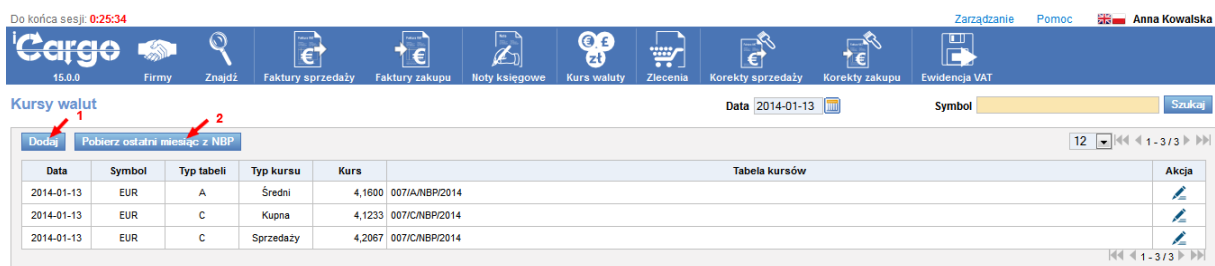 Do końca sesji: 0:25:34 Zarządzanie Pomoc Anna Kowalska
iCargo
15.0.0 Firmy Znajdź Faktury sprzedaży Faktury zakupu Noty księgowe Kurs waluty Zlecenia Korekty sprzedaży Korekty zakupu Ewidencja VAT
Kursy walut Data 2014-01-13 Symbol Szukaj
1 2
Dodaj Pobierz ostatni miesiąc z NBP 12 1 - 3 / 3
Data Symbol Typ tabeli Typ kursu Kurs Tabela kursów Akcja
2014-01-13 EUR A Średni 4,1600 007/A/NBP/2014
2014-01-13 EUR C Kupna 4,1233 007/C/NBP/2014
2014-01-13 EUR C Sprzedaży 4,2067 007/C/NBP/2014
1 - 3 / 3